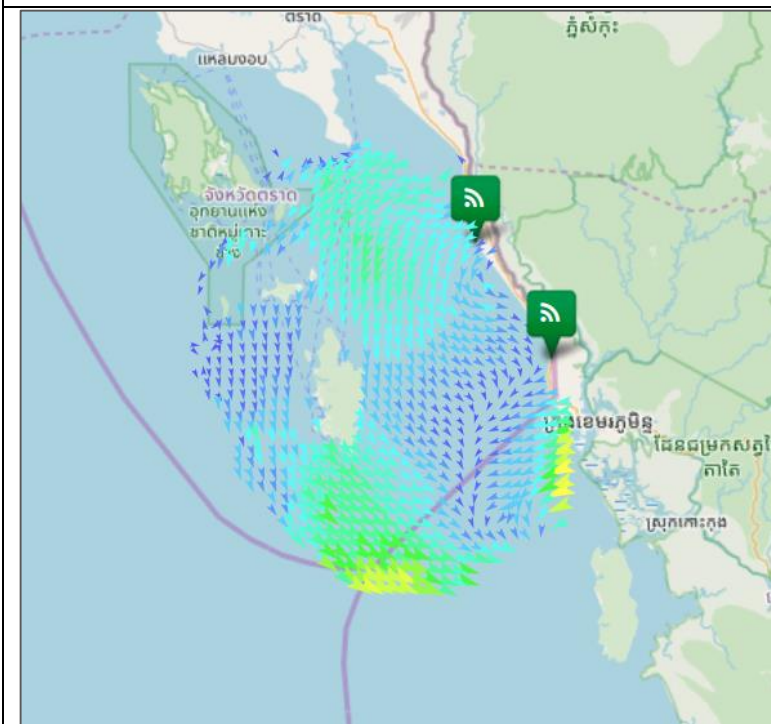 ตราด
ភ្នំសំកុះ
แหลมงอบ
จังหวัดตราด
อุทยานแห่ง
ชาติหมู่เกาะ
ช้าง
ក្រុងខេមរភូមិន្ទ
ដែនជម្រកសត្វ
តាតៃ
ស្រុកកោះកុង